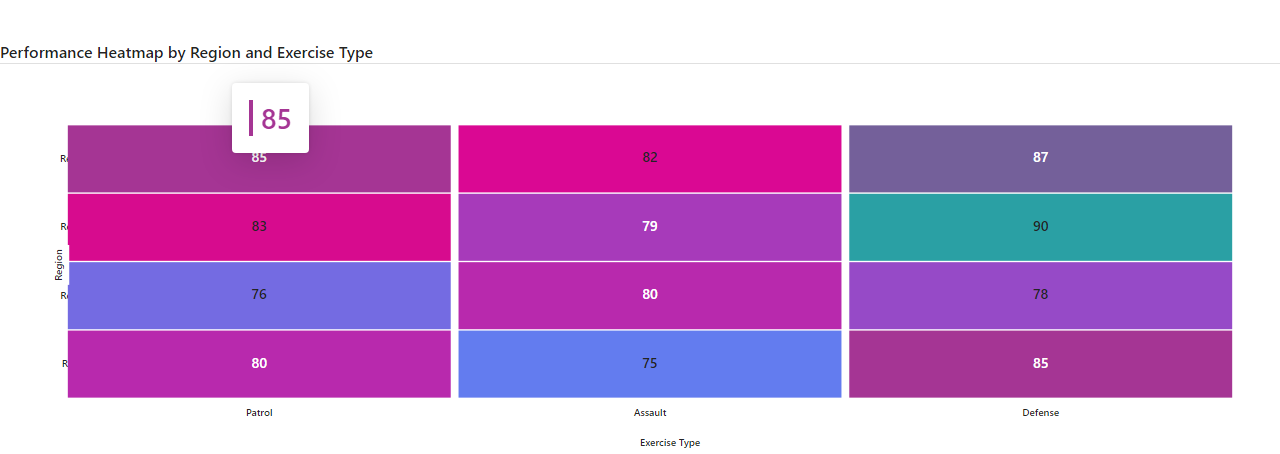 Performance Heatmap by Region and Exercise Type
85
85 82 87
83 79 90
Region
76 80 78
80 75 85
Patrol Assault Defense
Exercise Type